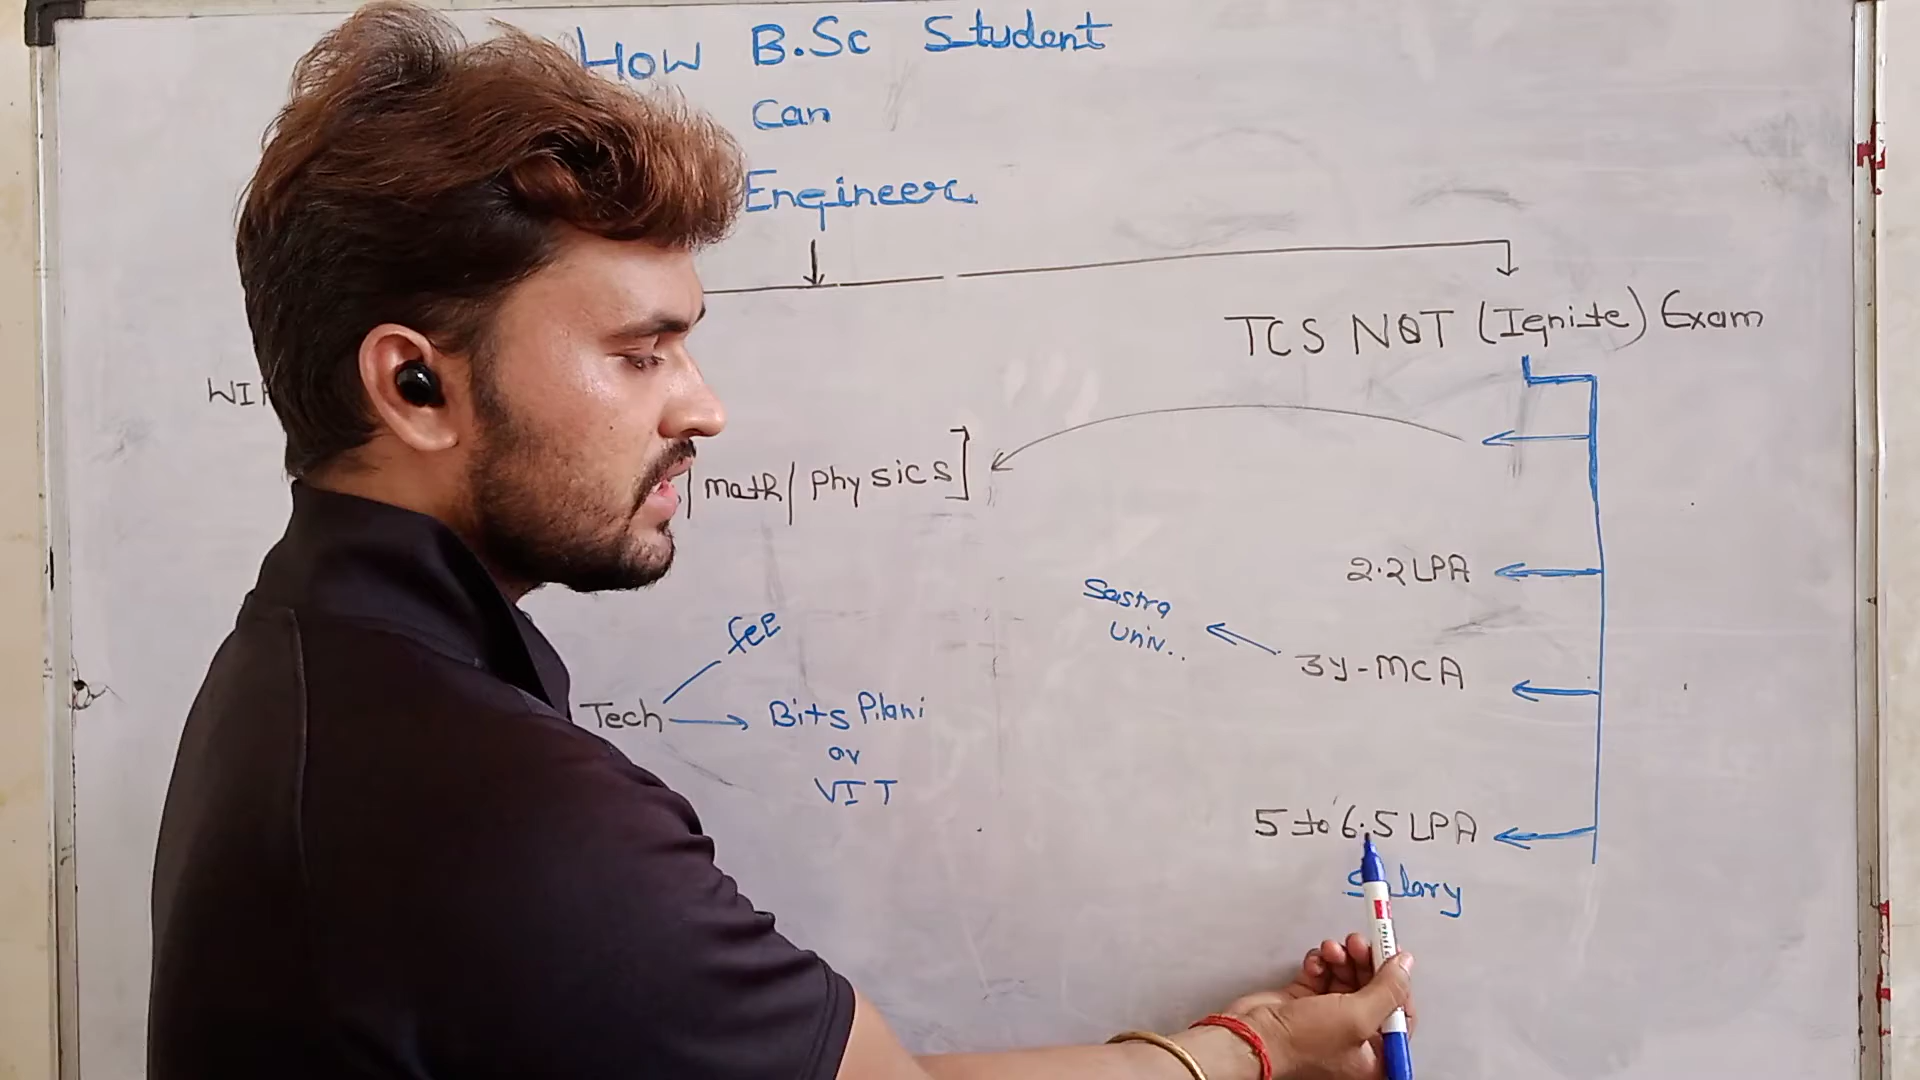 How B.Sc Student
Can
Engineer
TCS NQT (Ignite) Exam
WI
| math | physics]
2.2 LPA
Sastra
Univ..
3y-MCA
fee
Tech
Bits Pilani
or
VIT
5 to 6.5 LPA
Salary